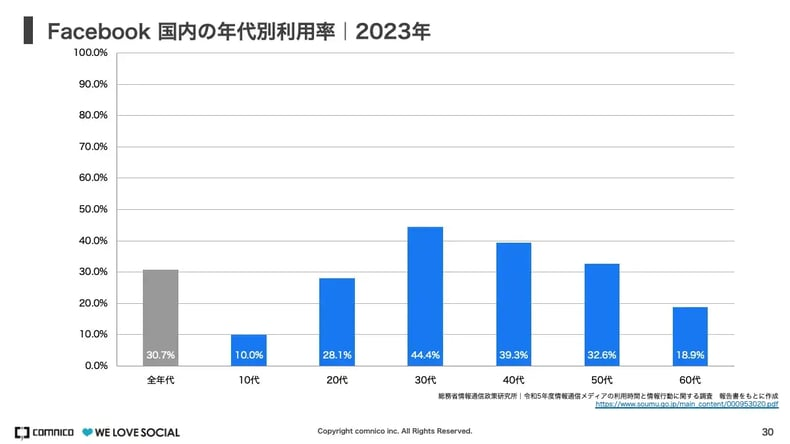 Facebook 国内の年代別利用率｜2023年
100.0%
90.0%
80.0%
70.0%
60.0%
50.0%
40.0%
30.0%
20.0%
10.0%
0.0%
30.7% 10.0% 28.1% 44.4% 39.3% 32.6% 18.9%
全年代 10代 20代 30代 40代 50代 60代
総務省情報通信政策研究所｜令和5年度情報通信メディアの利用時間と情報行動に関する調査　報告書をもとに作成
https://www.soumu.go.jp/main_content/000953020.pdf
comnico WE LOVE SOCIAL Copyright comnico inc. All Rights Reserved. 30